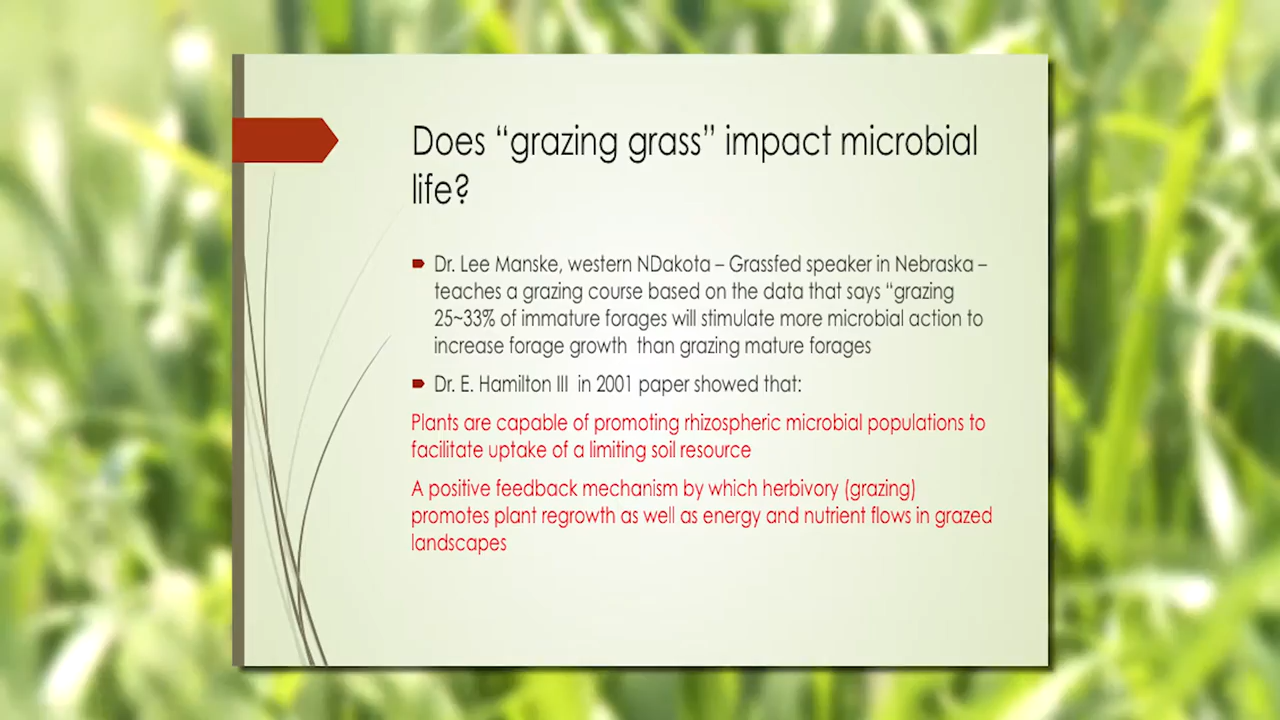 Does “grazing grass” impact microbial
life?
Dr. Lee Manske, western NDakota – Grassfed speaker in Nebraska –
teaches a grazing course based on the data that says “grazing
25~33% of immature forages will stimulate more microbial action to
increase forage growth  than grazing mature forages
Dr. E. Hamilton III  in 2001 paper showed that:
Plants are capable of promoting rhizospheric microbial populations to
facilitate uptake of a limiting soil resource
A positive feedback mechanism by which herbivory (grazing)
promotes plant regrowth as well as energy and nutrient flows in grazed
landscapes